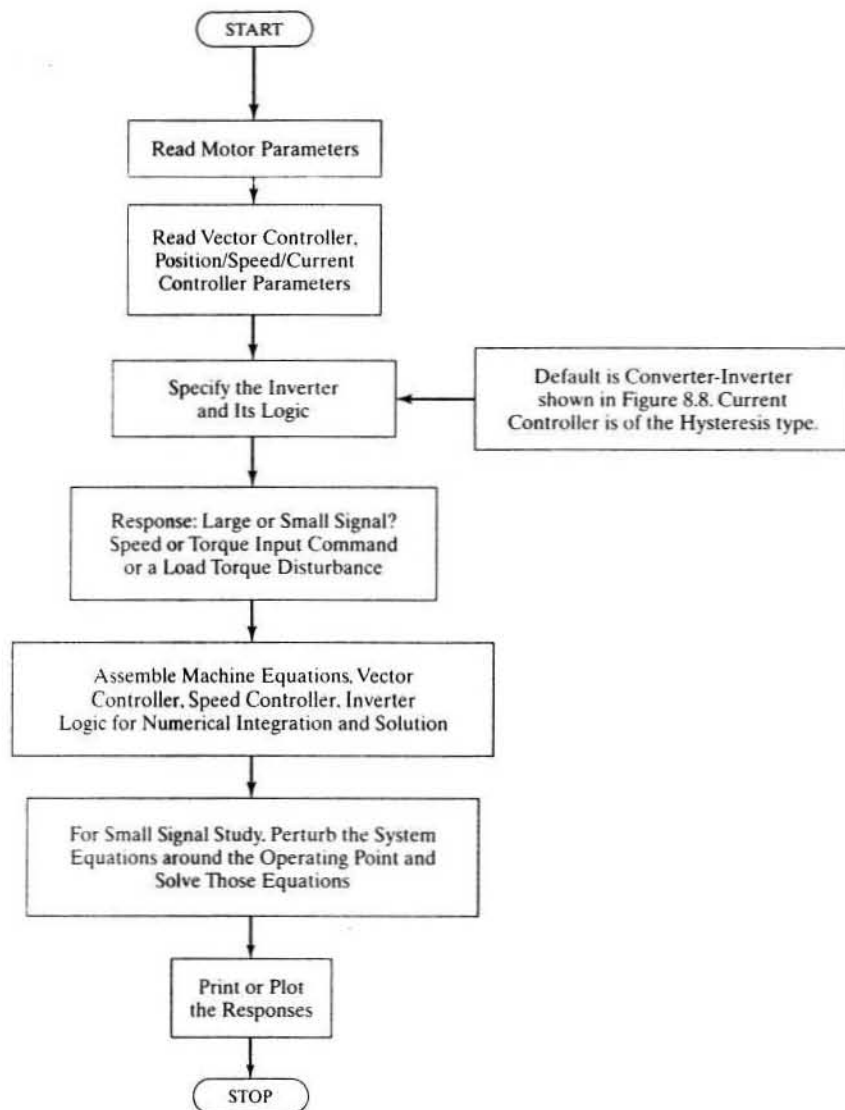 START
Read Motor Parameters
Read Vector Controller,
Position/Speed/Current
Controller Parameters
Specify the Inverter
and Its Logic
Default is Converter-Inverter
shown in Figure 8.8. Current
Controller is of the Hysteresis type.
Response: Large or Small Signal?
Speed or Torque Input Command
or a Load Torque Disturbance
Assemble Machine Equations, Vector
Controller, Speed Controller, Inverter
Logic for Numerical Integration and Solution
For Small Signal Study, Perturb the System
Equations around the Operating Point and
Solve Those Equations
Print or Plot
the Responses
STOP